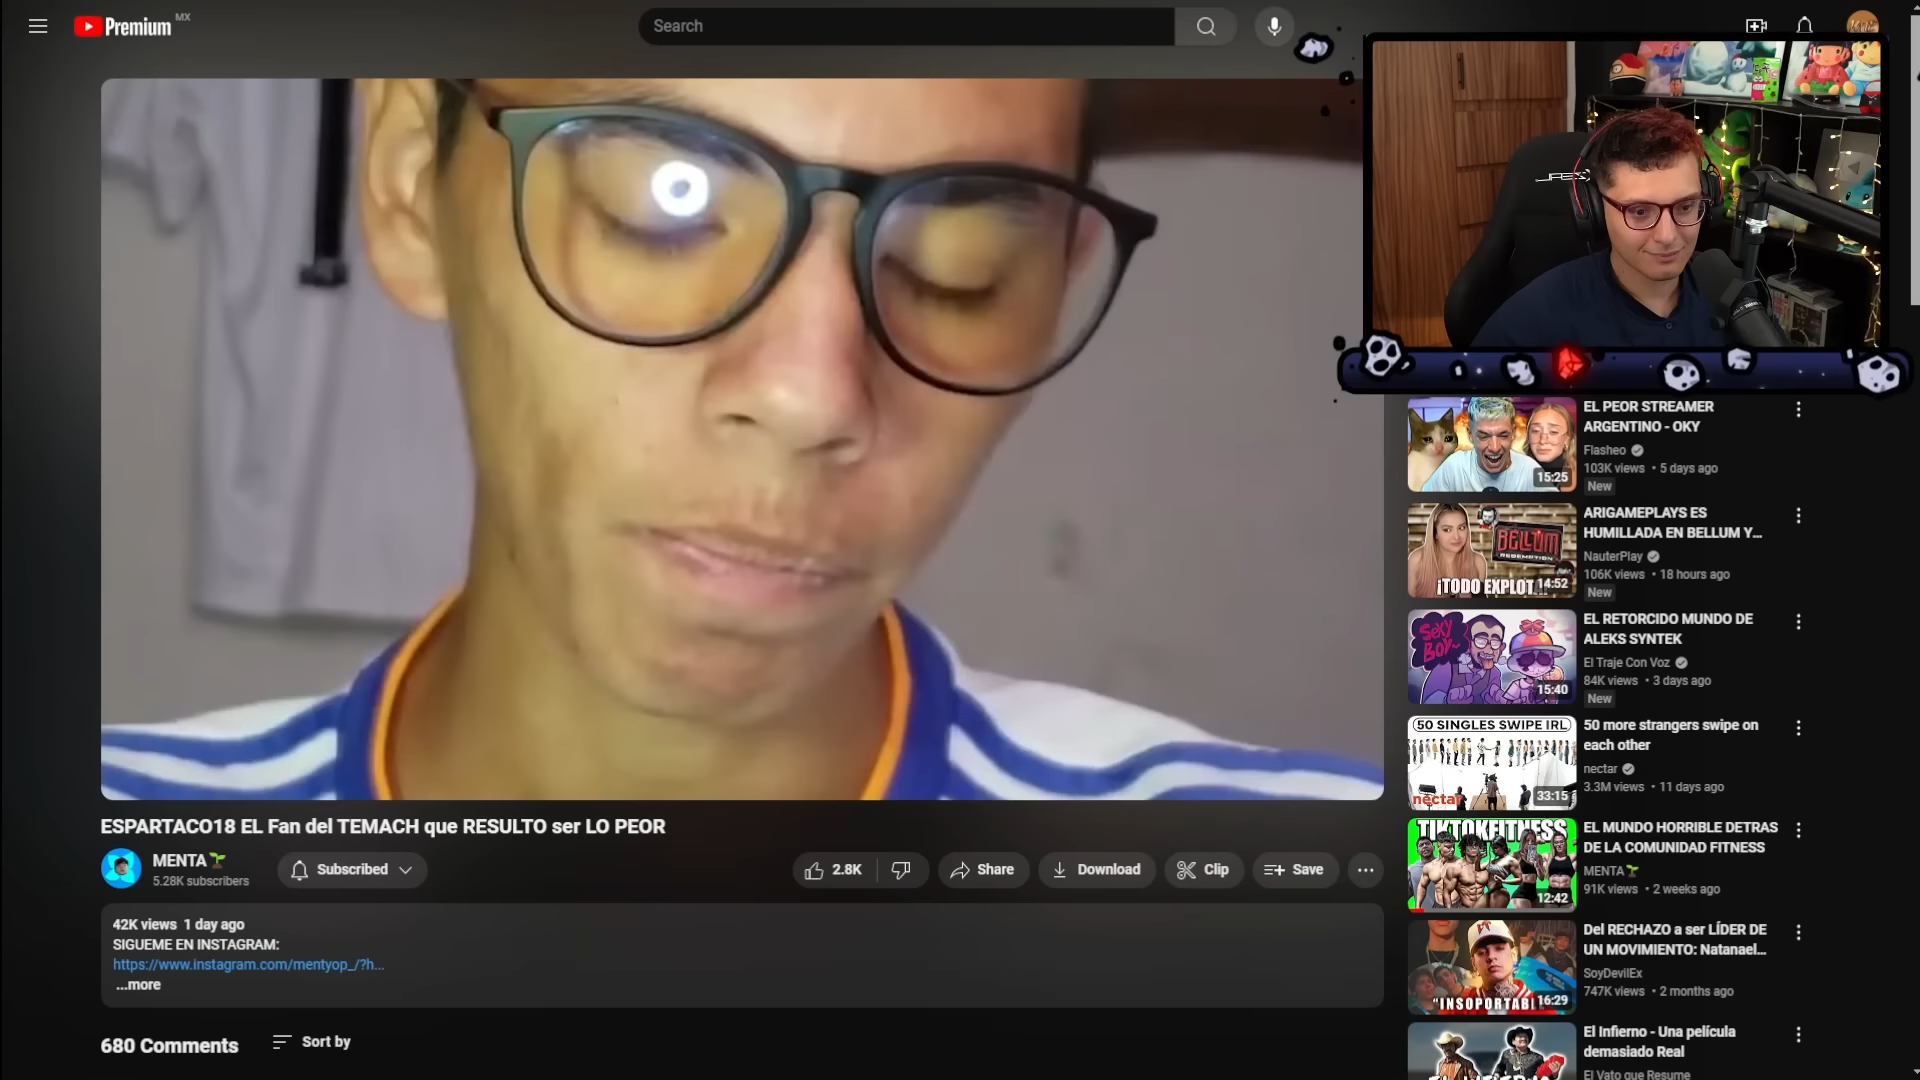 Premium MX
Search
ESPARTACO18 EL Fan del TEMACH que RESULTO ser LO PEOR
MENTA
5.28K subscribers
Subscribed
2.8K
Share
Download
Clip
Save
42K views 1 day ago
SIGUEME EN INSTAGRAM:
https://www.instagram.com/mentyop_/?h...
...more
680 Comments
Sort by
15:25
EL PEOR STREAMER
ARGENTINO - OKY
Flasheo
103K views • 5 days ago
New
BELLUM
REDEMPTION
¡TODO EXPLOT...
14:52
ARIGAMEPLAYS ES
HUMILLADA EN BELLUM Y...
NauterPlay
106K views • 18 hours ago
New
SEXY
BOY
15:40
EL RETORCIDO MUNDO DE
ALEKS SYNTEK
El Traje Con Voz
84K views • 3 days ago
New
50 SINGLES SWIPE IRL
nectar
33:15
50 more strangers swipe on
each other
nectar
3.3M views • 11 days ago
TIKTOKFITNESS
12:42
EL MUNDO HORRIBLE DETRAS
DE LA COMUNIDAD FITNESS
MENTA
91K views • 2 weeks ago
"INSOPORTABL
16:29
Del RECHAZO a ser LÍDER DE
UN MOVIMIENTO: Natanael...
SoyDevilEx
747K views • 2 months ago
El Infierno - Una película
demasiado Real
El Vato que Resume